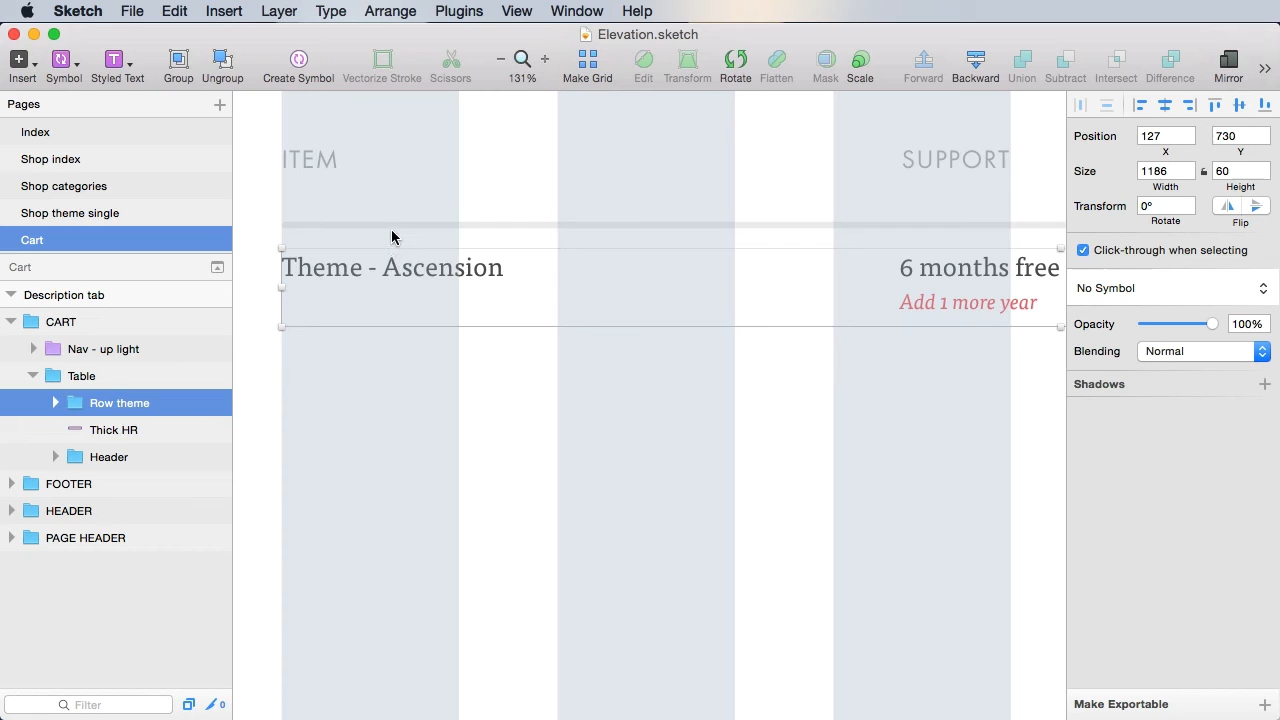 Sketch File Edit Insert Layer Type Arrange Plugins View Window Help
Elevation.sketch
Insert Symbol Styled Text Group Ungroup Create Symbol Vectorize Stroke Scissors 131% Make Grid Edit Transform Rotate Flatten Mask Scale Forward Backward Union Subtract Intersect Difference Mirror
Pages
Index
Shop index
Shop categories
Shop theme single
Cart
Cart
Description tab
CART
Nav - up light
Table
Row theme
Thick HR
Header
FOOTER
HEADER
PAGE HEADER
Filter
0
ITEM
SUPPORT
Theme - Ascension
6 months free
Add 1 more year
Position 127 730
X Y
Size 1186 60
Width Height
Transform 0º
Rotate Flip
Click-through when selecting
No Symbol
Opacity 100%
Blending Normal
Shadows
Make Exportable